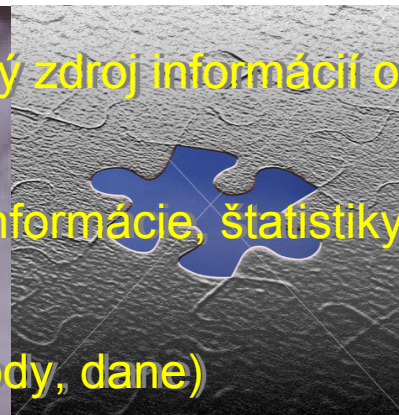 ý zdroj informácií o
nformácie, štatistiky
ody, dane)